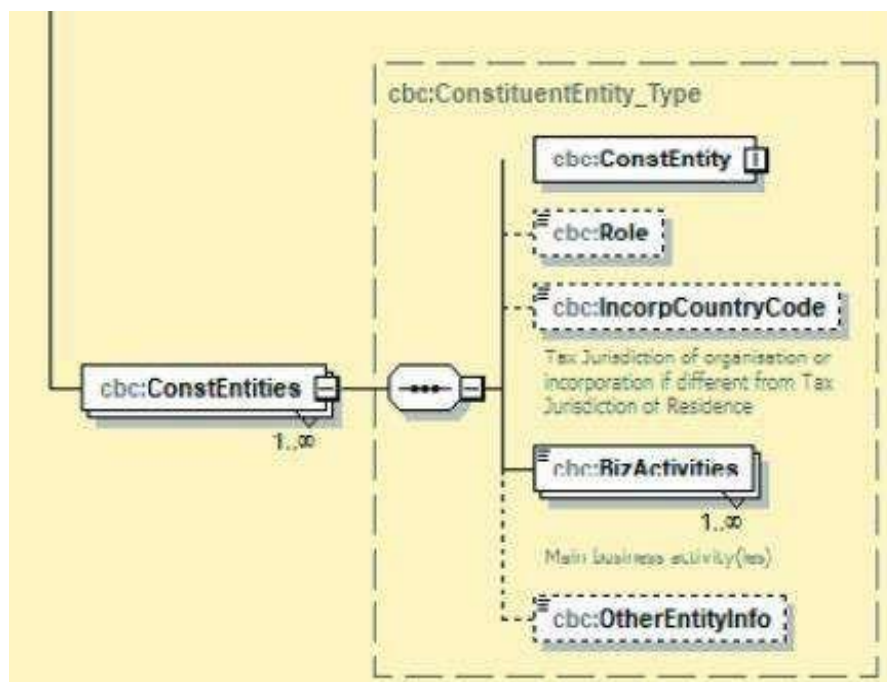 cbc:ConstituentEntity_Type
cbc:ConstEntity
cbc:Role
cbc:IncorpCountryCode
Tax Jurisdiction of organisation or
incorporation if different from Tax
Jurisdiction of Residence
cbc:ConstEntities
1..∞
cbc:BizActivities
1..∞
Main business activity(ies)
cbc:OtherEntityInfo